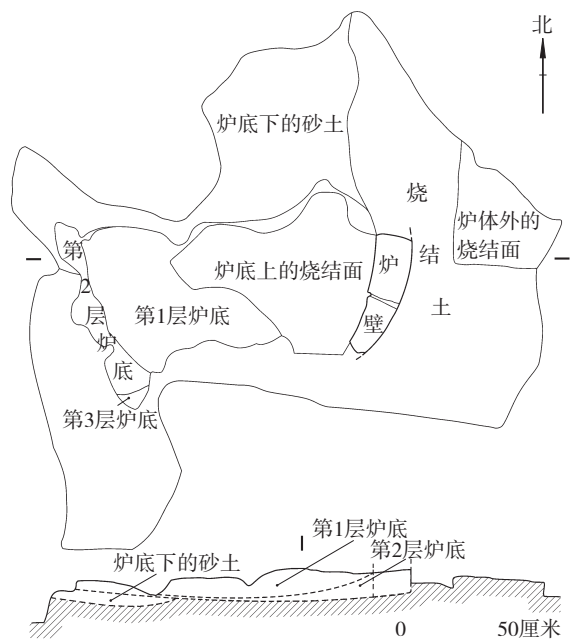 北
炉底下的砂土
烧结土
炉体外的
烧结面
炉底上的烧结面
炉壁
第2层炉底
第1层炉底
第3层炉底
第1层炉底
第2层炉底
炉底下的砂土
0 50厘米